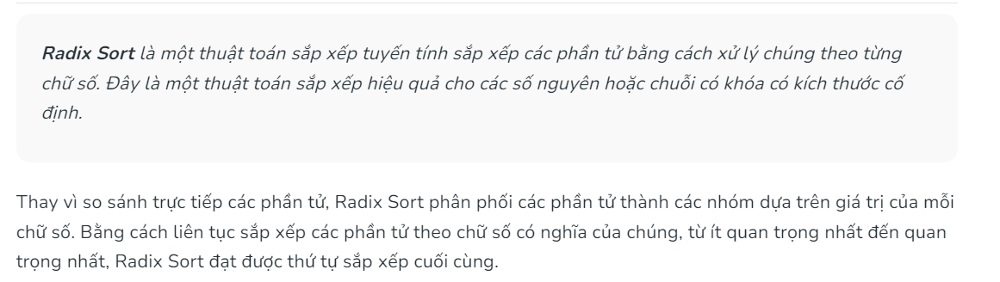 Radix Sort là một thuật toán sắp xếp tuyến tính sắp xếp các phần tử bằng cách xử lý chúng theo từng
chữ số. Đây là một thuật toán sắp xếp hiệu quả cho các số nguyên hoặc chuỗi có khóa có kích thước cố
định.
Thay vì so sánh trực tiếp các phần tử, Radix Sort phân phối các phần tử thành các nhóm dựa trên giá trị của mỗi
chữ số. Bằng cách liên tục sắp xếp các phần tử theo chữ số có nghĩa của chúng, từ ít quan trọng nhất đến quan
trọng nhất, Radix Sort đạt được thứ tự sắp xếp cuối cùng.